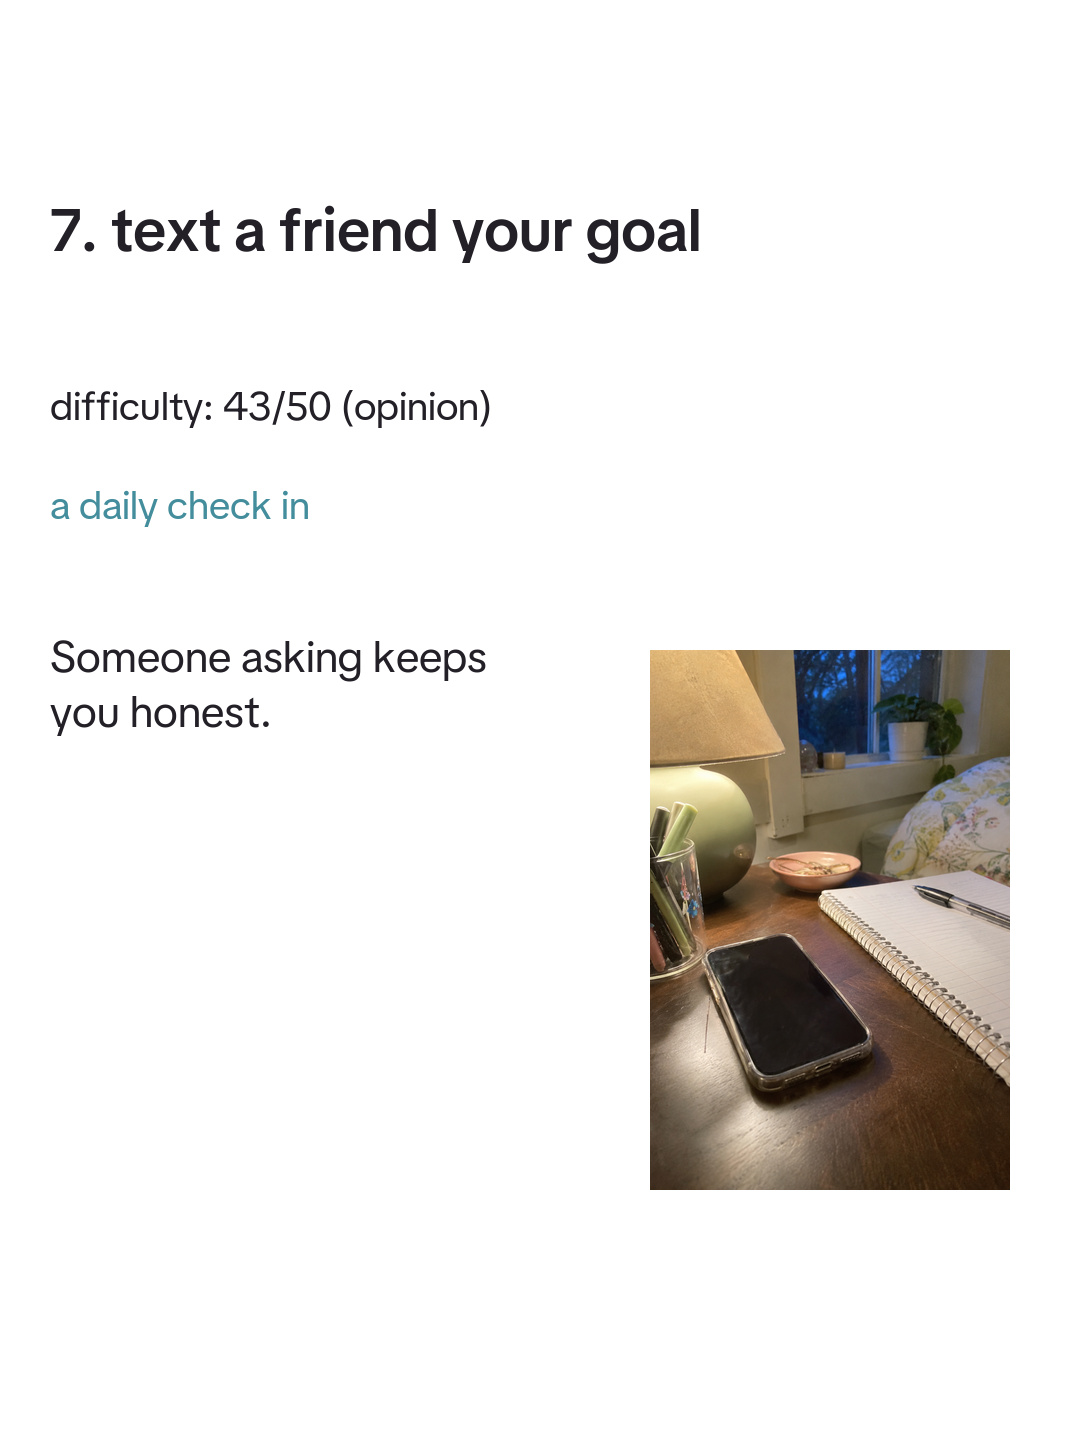 7. text a friend your goal
difficulty: 43/50 (opinion)
a daily check in
Someone asking keeps
you honest.